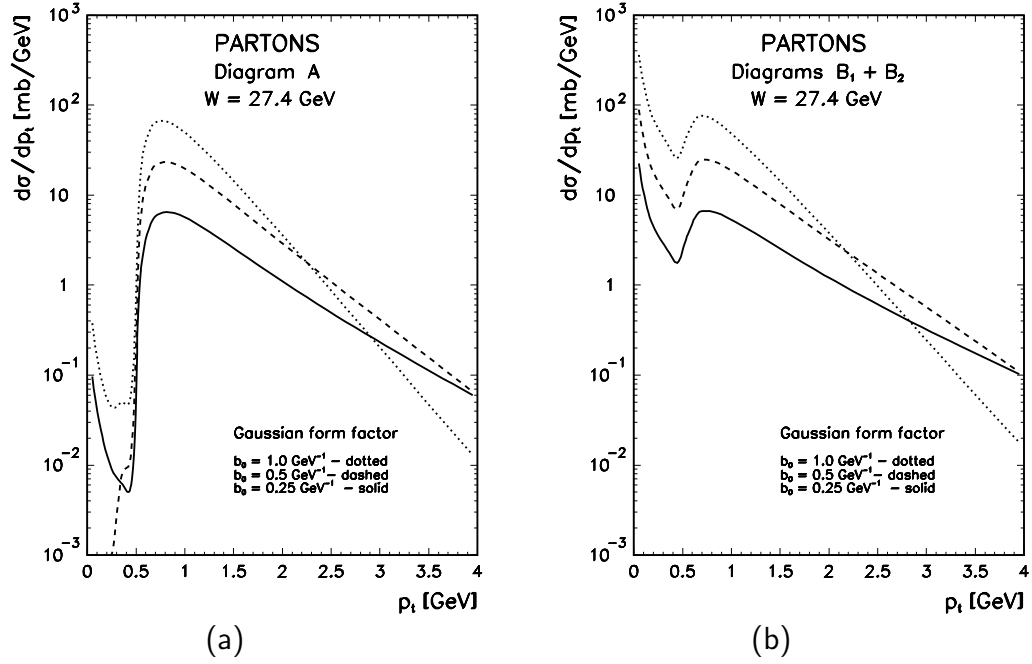 PARTONS
Diagram A
W = 27.4 GeV
dσ/dpₜ [mb/GeV]
10³
10²
10
1
10⁻¹
10⁻²
10⁻³
Gaussian form factor
b₀ = 1.0 GeV⁻¹ – dotted
b₀ = 0.5 GeV⁻¹ – dashed
b₀ = 0.25 GeV⁻¹ – solid
0 0.5 1 1.5 2 2.5 3 3.5 4
pₜ [GeV]
(a)
PARTONS
Diagrams B₁ + B₂
W = 27.4 GeV
dσ/dpₜ [mb/GeV]
10³
10²
10
1
10⁻¹
10⁻²
10⁻³
Gaussian form factor
b₀ = 1.0 GeV⁻¹ – dotted
b₀ = 0.5 GeV⁻¹ – dashed
b₀ = 0.25 GeV⁻¹ – solid
0 0.5 1 1.5 2 2.5 3 3.5 4
pₜ [GeV]
(b)